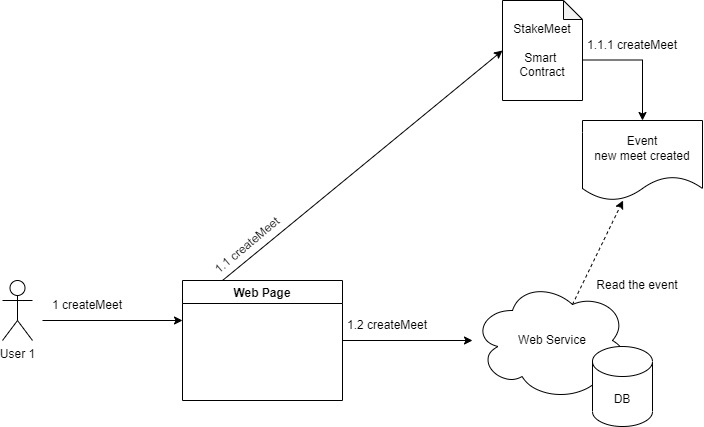 StakeMeet
Smart
Contract
1.1.1 createMeet
Event
new meet created
1.1 createMeet
Read the event
1 createMeet
Web Page
1.2 createMeet
Web Service
User 1
DB